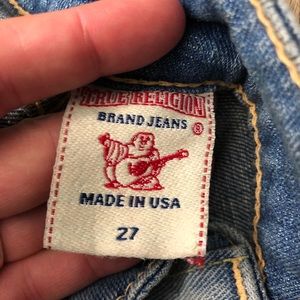 TRUE RELIGION
BRAND JEANS
®
MADE IN USA
27